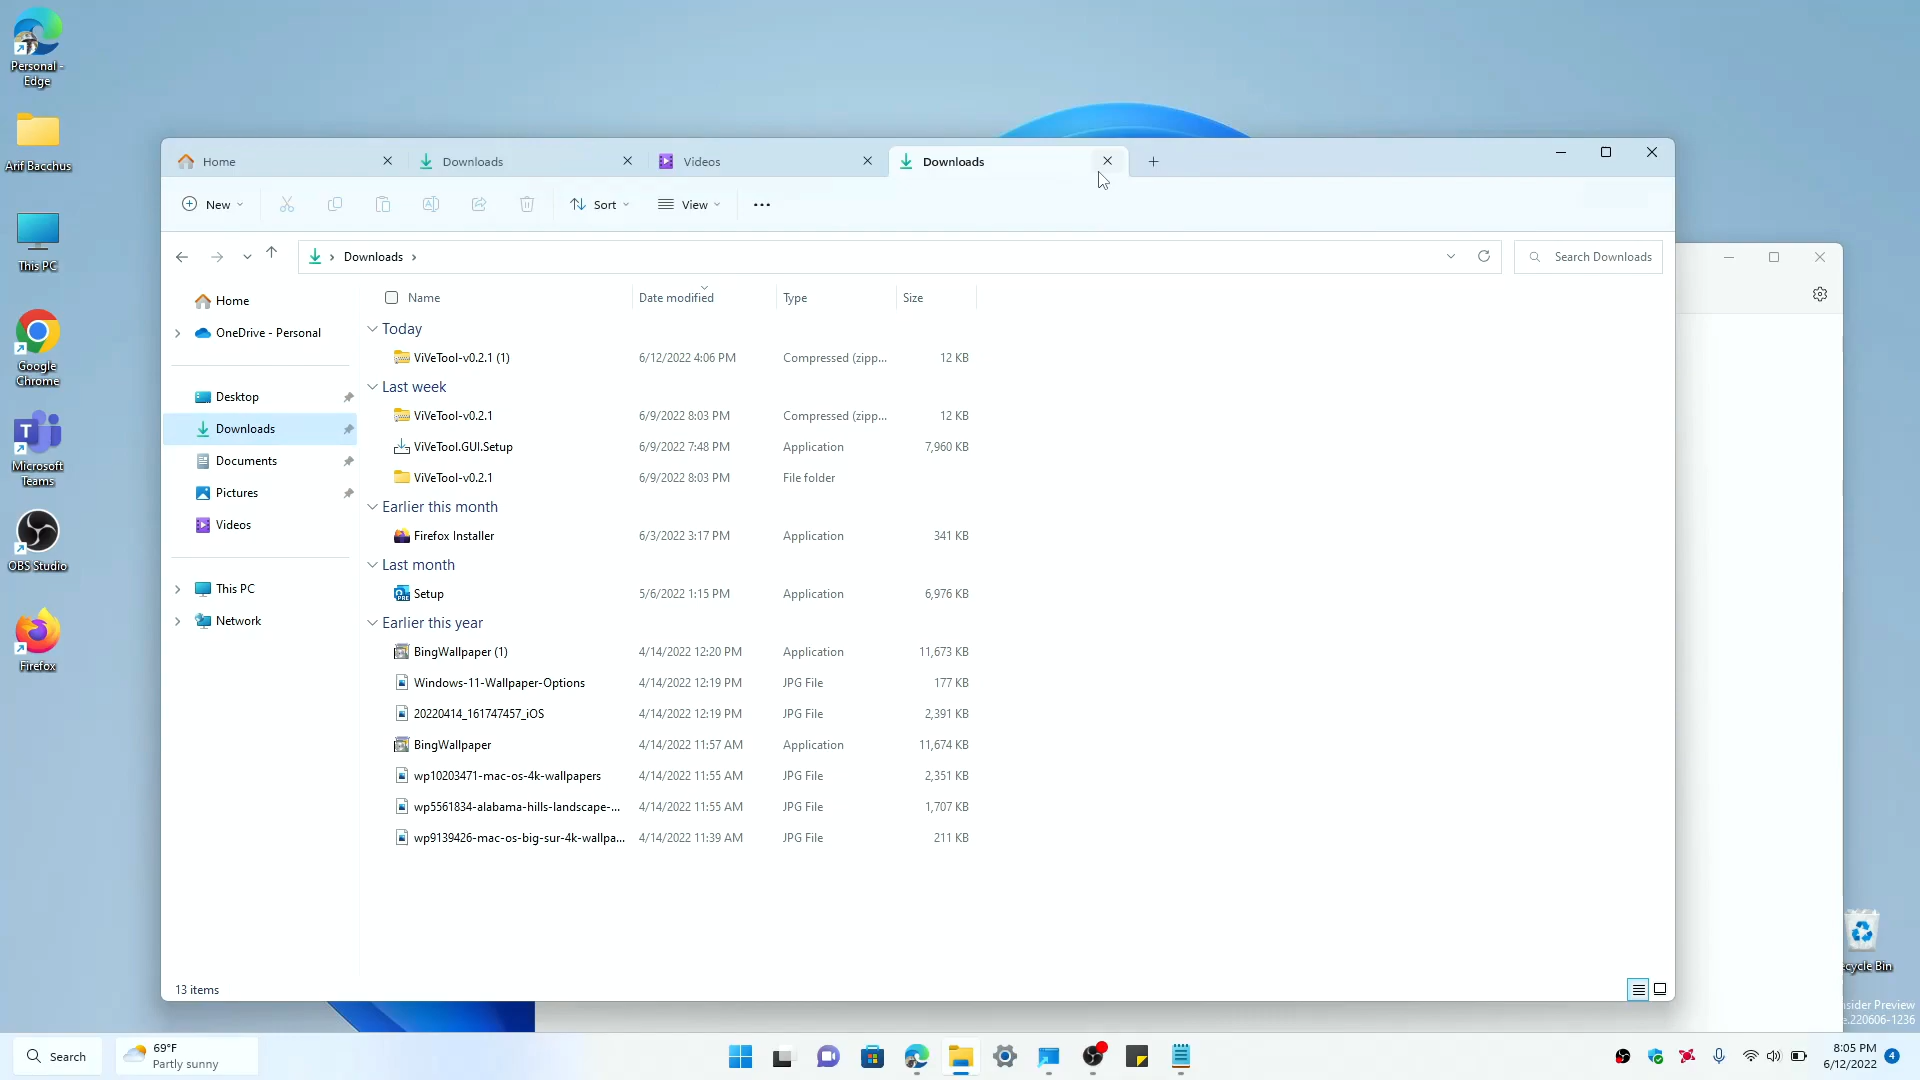 Personal -
Edge
Arif Bacchus
This PC
Google
Chrome
Microsoft
Teams
OBS Studio
Firefox
Home
Downloads
Videos
Downloads
New
Sort
View
Downloads
Search Downloads
Home
OneDrive - Personal
Desktop
Downloads
Documents
Pictures
Videos
This PC
Network
Name Date modified Type Size
Today
ViVeTool-v0.2.1 (1) 6/12/2022 4:06 PM Compressed (zipp... 12 KB
Last week
ViVeTool-v0.2.1 6/9/2022 8:03 PM Compressed (zipp... 12 KB
ViVeTool.GUI.Setup 6/9/2022 7:48 PM Application 7,960 KB
ViVeTool-v0.2.1 6/9/2022 8:03 PM File folder
Earlier this month
Firefox Installer 6/3/2022 3:17 PM Application 341 KB
Last month
Setup 5/6/2022 1:15 PM Application 6,976 KB
Earlier this year
BingWallpaper (1) 4/14/2022 12:20 PM Application 11,673 KB
Windows-11-Wallpaper-Options 4/14/2022 12:19 PM JPG File 177 KB
20220414_161747457_iOS 4/14/2022 12:19 PM JPG File 2,391 KB
BingWallpaper 4/14/2022 11:57 AM Application 11,674 KB
wp10203471-mac-os-4k-wallpapers 4/14/2022 11:55 AM JPG File 2,351 KB
wp5561834-alabama-hills-landscape-... 4/14/2022 11:55 AM JPG File 1,707 KB
wp9139426-mac-os-big-sur-4k-wallpa... 4/14/2022 11:39 AM JPG File 211 KB
13 items
ecycle Bin
sider Preview
e.220606-1236
Search
69°F
Partly sunny
8:05 PM
6/12/2022
4